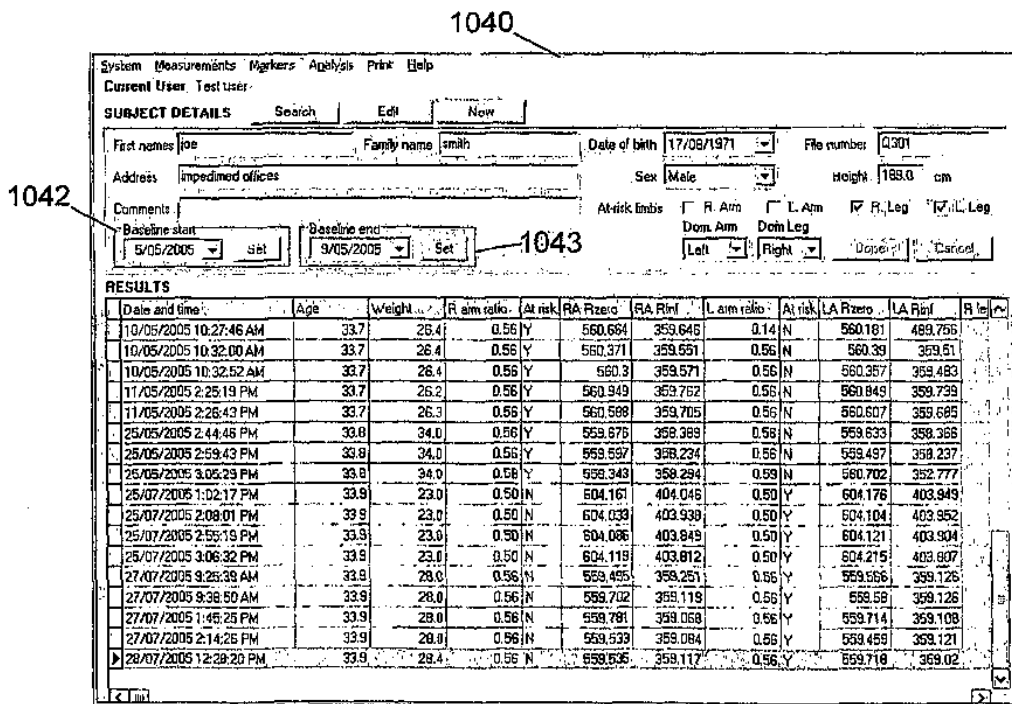 1040
System Measurements Markers Analysis Print Help
Current User Test user
SUBJECT DETAILS Search Edit New
First names joe Family name smith Date of birth 17/08/1971 File number Q301
Address impedimed offices Sex Male Height 189.0 cm
1042 Comments At-risk limbs R. Arm L. Arm R. Leg L. Leg
Baseline start Baseline end Dom. Arm Dom Leg
5/05/2005 Set 9/05/2005 Set 1043 Left Right Cancel
RESULTS
Date and time Age Weight R arm ratio At risk RA Rzero RA Rinf L arm ratio At risk LA Rzero LA Rinf R le
10/05/2005 10:27:46 AM 33.7 26.4 0.56 Y 560.664 359.646 0.14 N 560.181 489.756
10/05/2005 10:32:00 AM 33.7 26.4 0.56 Y 560.371 359.551 0.56 N 560.39 359.51
10/05/2005 10:32:52 AM 33.7 26.4 0.56 Y 560.3 359.571 0.56 N 560.357 359.483
11/05/2005 2:25:19 PM 33.7 26.2 0.56 Y 560.949 359.762 0.56 N 560.849 359.739
11/05/2005 2:26:43 PM 33.7 26.3 0.56 Y 560.598 359.705 0.56 N 560.607 359.685
25/05/2005 2:44:46 PM 33.8 34.0 0.56 Y 559.676 358.389 0.56 N 559.633 358.366
25/05/2005 2:59:43 PM 33.8 34.0 0.56 Y 559.597 358.234 0.56 N 559.497 358.237
25/05/2005 3:05:29 PM 33.8 34.0 0.58 Y 559.343 358.294 0.59 N 560.702 352.777
25/07/2005 1:02:17 PM 33.9 23.0 0.50 N 604.161 404.046 0.50 Y 604.176 403.949
25/07/2005 2:08:01 PM 33.9 23.0 0.50 N 604.033 403.938 0.50 Y 604.104 403.952
25/07/2005 2:55:19 PM 33.9 23.0 0.50 N 604.086 403.849 0.50 Y 604.121 403.904
25/07/2005 3:06:32 PM 33.9 23.0 0.50 N 604.119 403.812 0.50 Y 604.215 403.807
27/07/2005 9:25:39 AM 33.9 28.0 0.56 N 559.495 359.251 0.56 Y 559.566 359.126
27/07/2005 9:38:50 AM 33.9 28.0 0.56 N 559.702 359.119 0.56 Y 559.58 359.126
27/07/2005 1:45:25 PM 33.9 28.0 0.56 N 559.781 359.068 0.56 Y 559.714 359.108
27/07/2005 2:14:26 PM 33.9 28.0 0.56 N 559.533 359.084 0.56 Y 559.459 359.121
28/07/2005 12:28:20 PM 33.9 28.4 0.56 N 559.535 359.117 0.56 Y 559.718 359.02